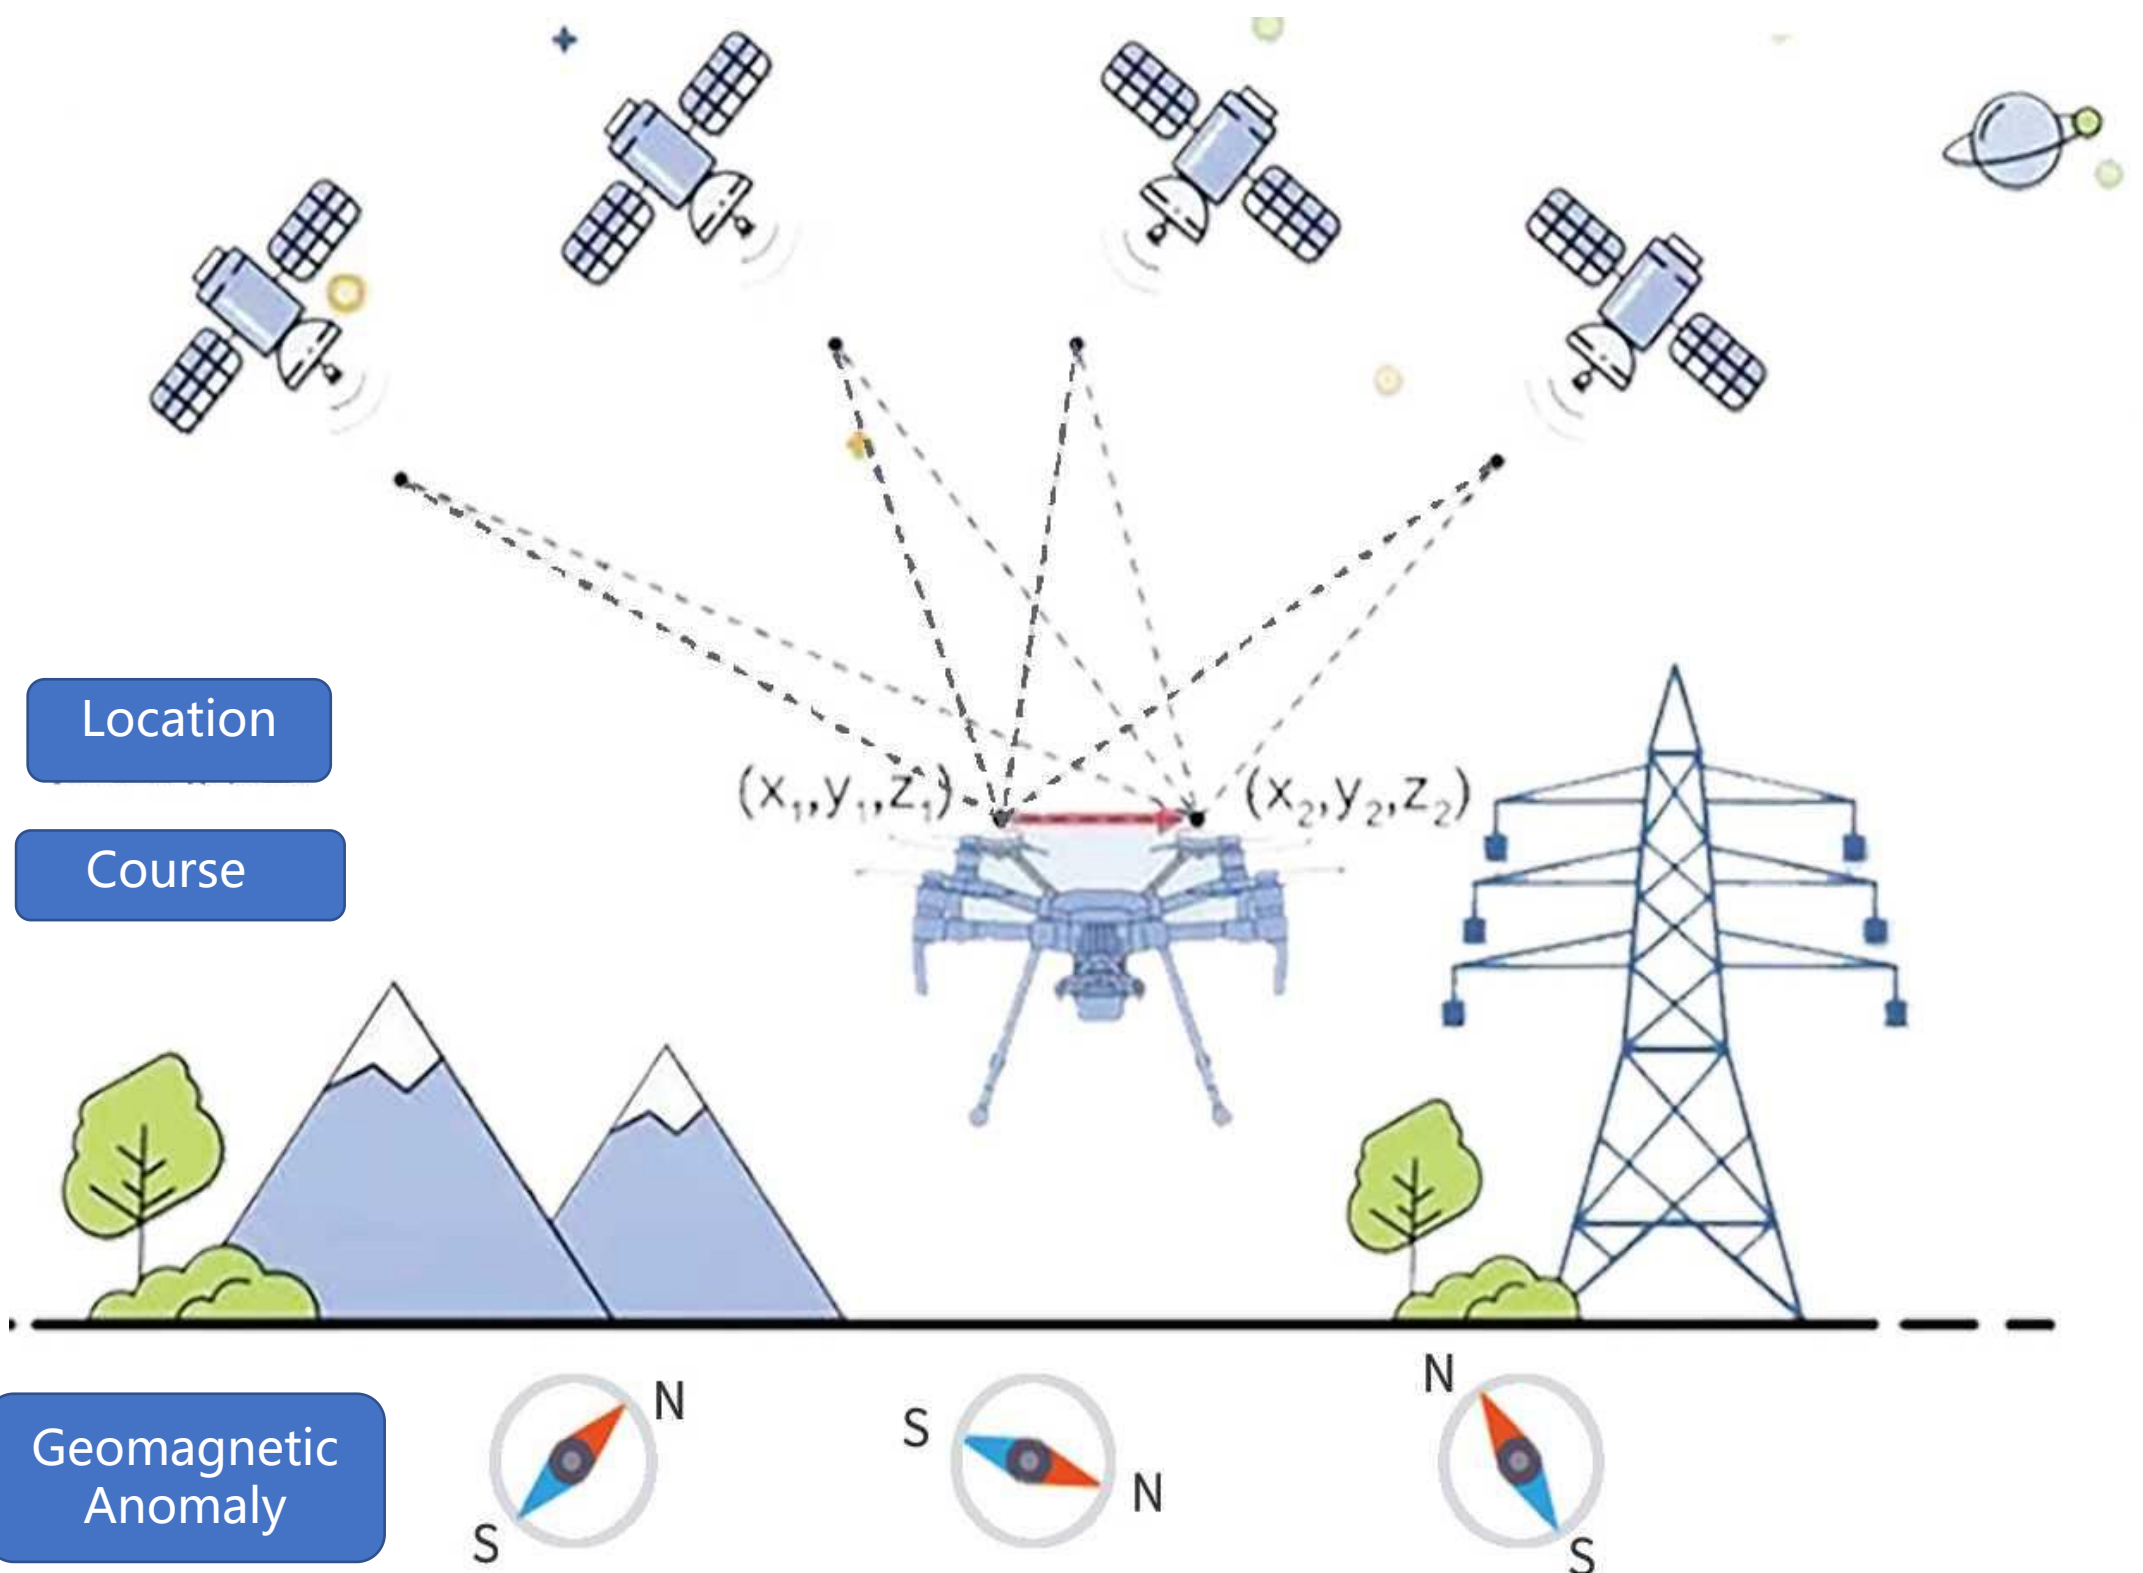 Location
(x₁,y₁,z₁)
(x₂,y₂,z₂)
Course
Geomagnetic
Anomaly
N
S
S
N
N
S